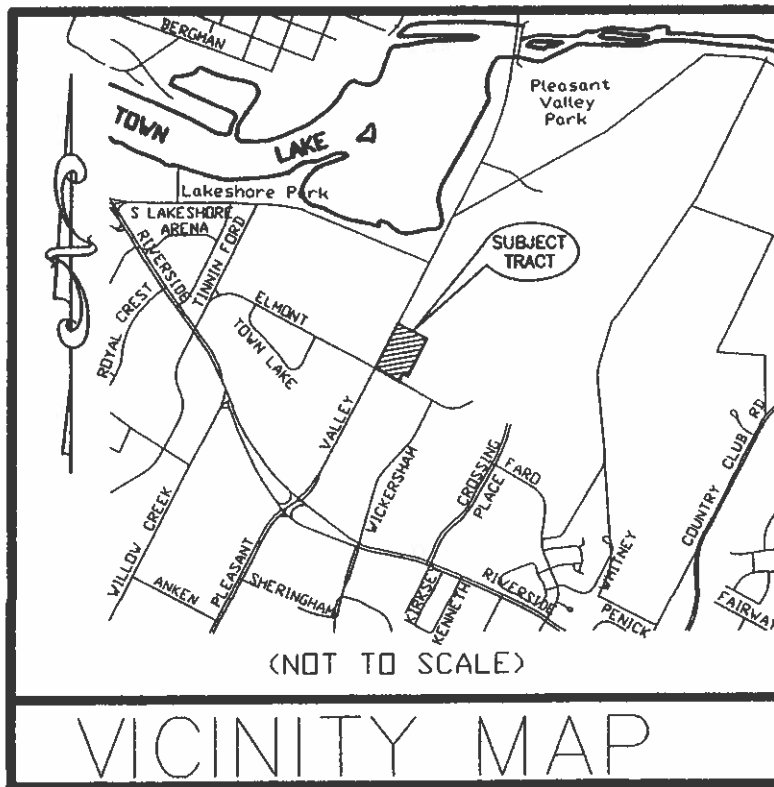 BERGMAN
Pleasant
Valley
Park
TOWN
LAKE
Lakeshore Park
S LAKESHORE
ARENA
RIVERSIDE
TINNIN FORD
SUBJECT
TRACT
ROYAL CREST
ELMONT
TOWN LAKE
VALLEY
WICKERSHAM
CROSSING
PLACE
FARO
COUNTRY CLUB RD
WILLOW CREEK
PLEASANT
ANKEN
SHERINGHAM
KIRKSE
KENNETH
RIVERSIDE
WHITNEY
PENICK
FAIRWAY
(NOT TO SCALE)
VICINITY MAP